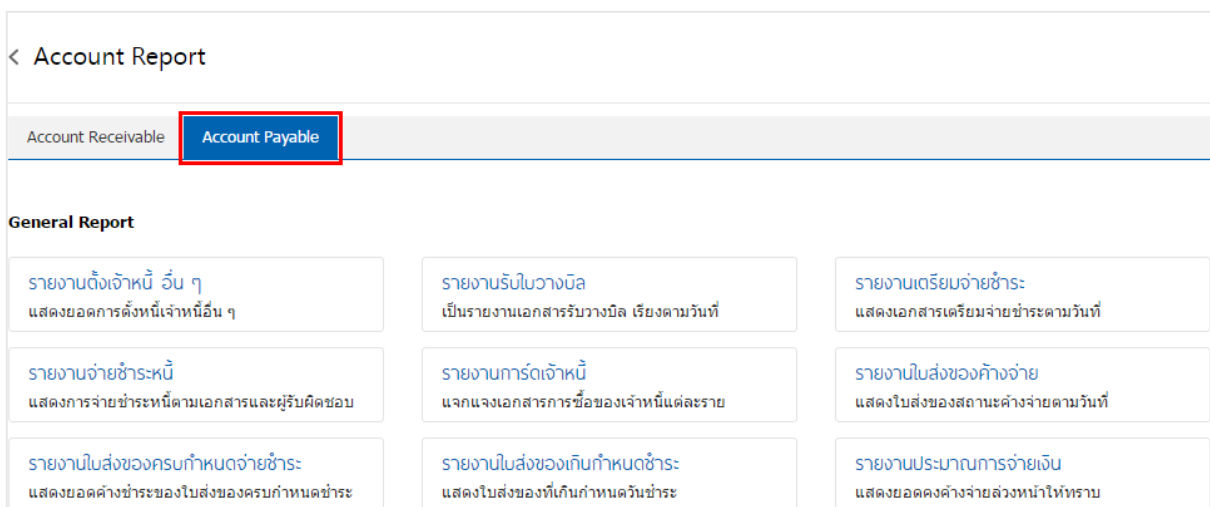 < Account Report
Account Receivable Account Payable
General Report
รายงานตั้งเจ้าหนี้ อื่น ๆ
แสดงยอดการตั้งหนี้เจ้าหนี้อื่น ๆ
รายงานรับใบวางบิล
เป็นรายงานเอกสารรับวางบิล เรียงตามวันที่
รายงานเตรียมจ่ายชำระ
แสดงเอกสารเตรียมจ่ายชำระตามวันที่
รายงานจ่ายชำระหนี้
แสดงการจ่ายชำระหนี้ตามเอกสารและผู้รับผิดชอบ
รายงานการ์ดเจ้าหนี้
แจกแจงเอกสารการซื้อของเจ้าหนี้แต่ละราย
รายงานใบส่งของค้างจ่าย
แสดงใบส่งของสถานะค้างจ่ายตามวันที่
รายงานใบส่งของครบกำหนดจ่ายชำระ
แสดงยอดค้างชำระของใบส่งของครบกำหนดชำระ
รายงานใบส่งของเกินกำหนดชำระ
แสดงใบส่งของที่เกินกำหนดวันชำระ
รายงานประมาณการจ่ายเงิน
แสดงยอดคงค้างจ่ายล่วงหน้าให้ทราบ